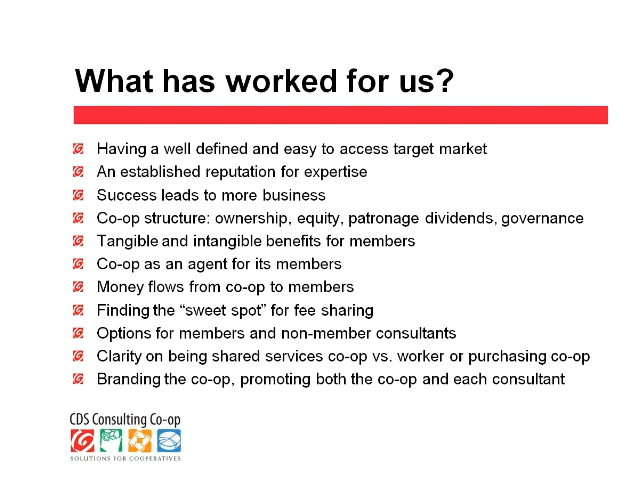 What has worked for us?
Having a well defined and easy to access target market
An established reputation for expertise
Success leads to more business
Co-op structure: ownership, equity, patronage dividends, governance
Tangible and intangible benefits for members
Co-op as an agent for its members
Money flows from co-op to members
Finding the “sweet spot” for fee sharing
Options for members and non-member consultants
Clarity on being shared services co-op vs. worker or purchasing co-op
Branding the co-op, promoting both the co-op and each consultant
CDS Consulting Co-op
SOLUTIONS FOR COOPERATIVES